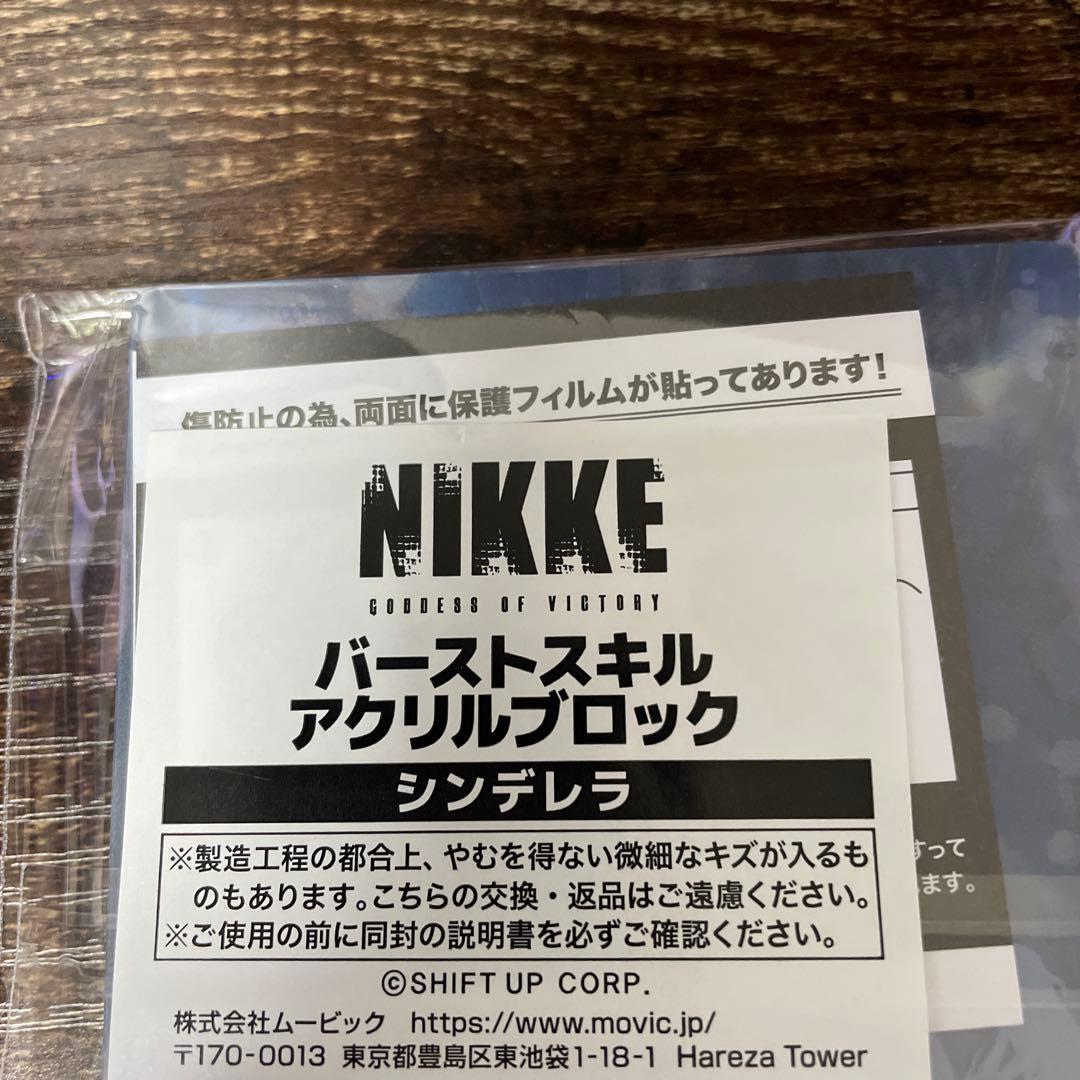 傷防止の為、両面に保護フィルムが貼ってあります!
NIKKE
GODDESS OF VICTORY
バーストスキル
アクリルブロック
シンデレラ
※製造工程の都合上、やむを得ない微細なキズが入るも
のもあります。こちらの交換・返品はご遠慮ください。
※ご使用の前に同封の説明書を必ずご確認ください。
©SHIFT UP CORP.
株式会社ムービック https://www.movic.jp/
〒170-0013 東京都豊島区東池袋1-18-1 Hareza Tower
すって
ます。